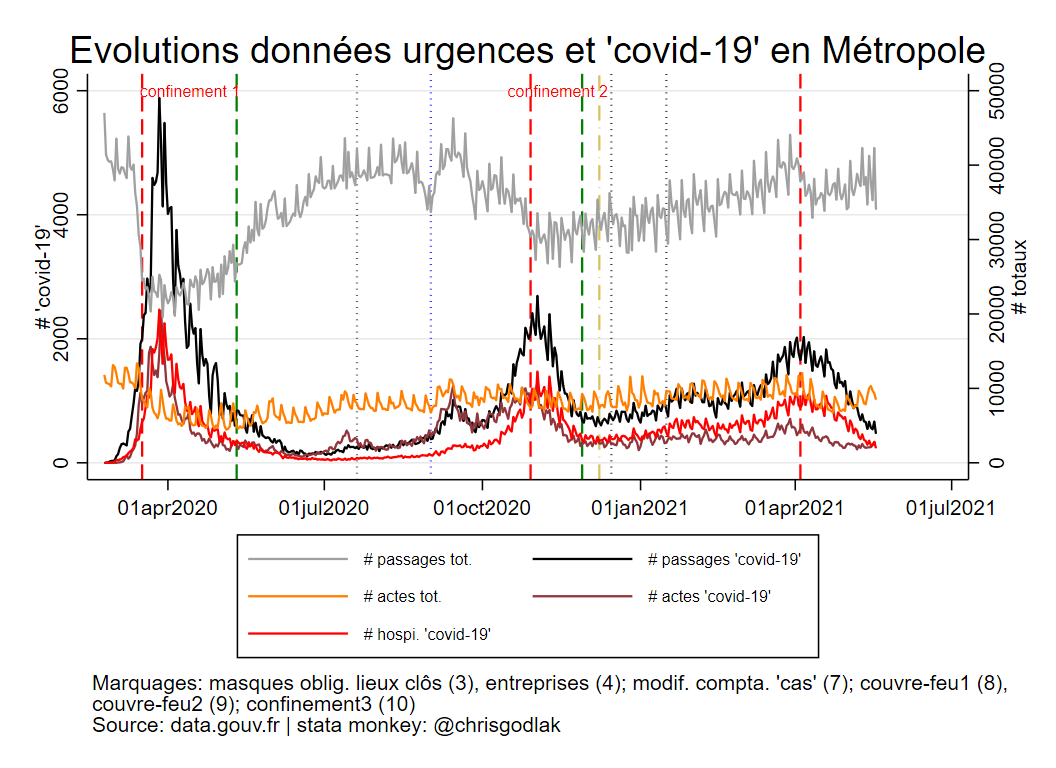 Evolutions données urgences et 'covid-19' en Métropole
confinement 1
confinement 2
6000
4000
2000
0
# 'covid-19'
50000
40000
30000
20000
10000
0
# totaux
01apr2020
01jul2020
01oct2020
01jan2021
01apr2021
01jul2021
# passages tot.
# passages 'covid-19'
# actes tot.
# actes 'covid-19'
# hospi. 'covid-19'
Marquages: masques oblig. lieux clôs (3), entreprises (4); modif. compta. 'cas' (7); couvre-feu1 (8),
couvre-feu2 (9); confinement3 (10)
Source: data.gouv.fr | stata monkey: @chrisgodlak